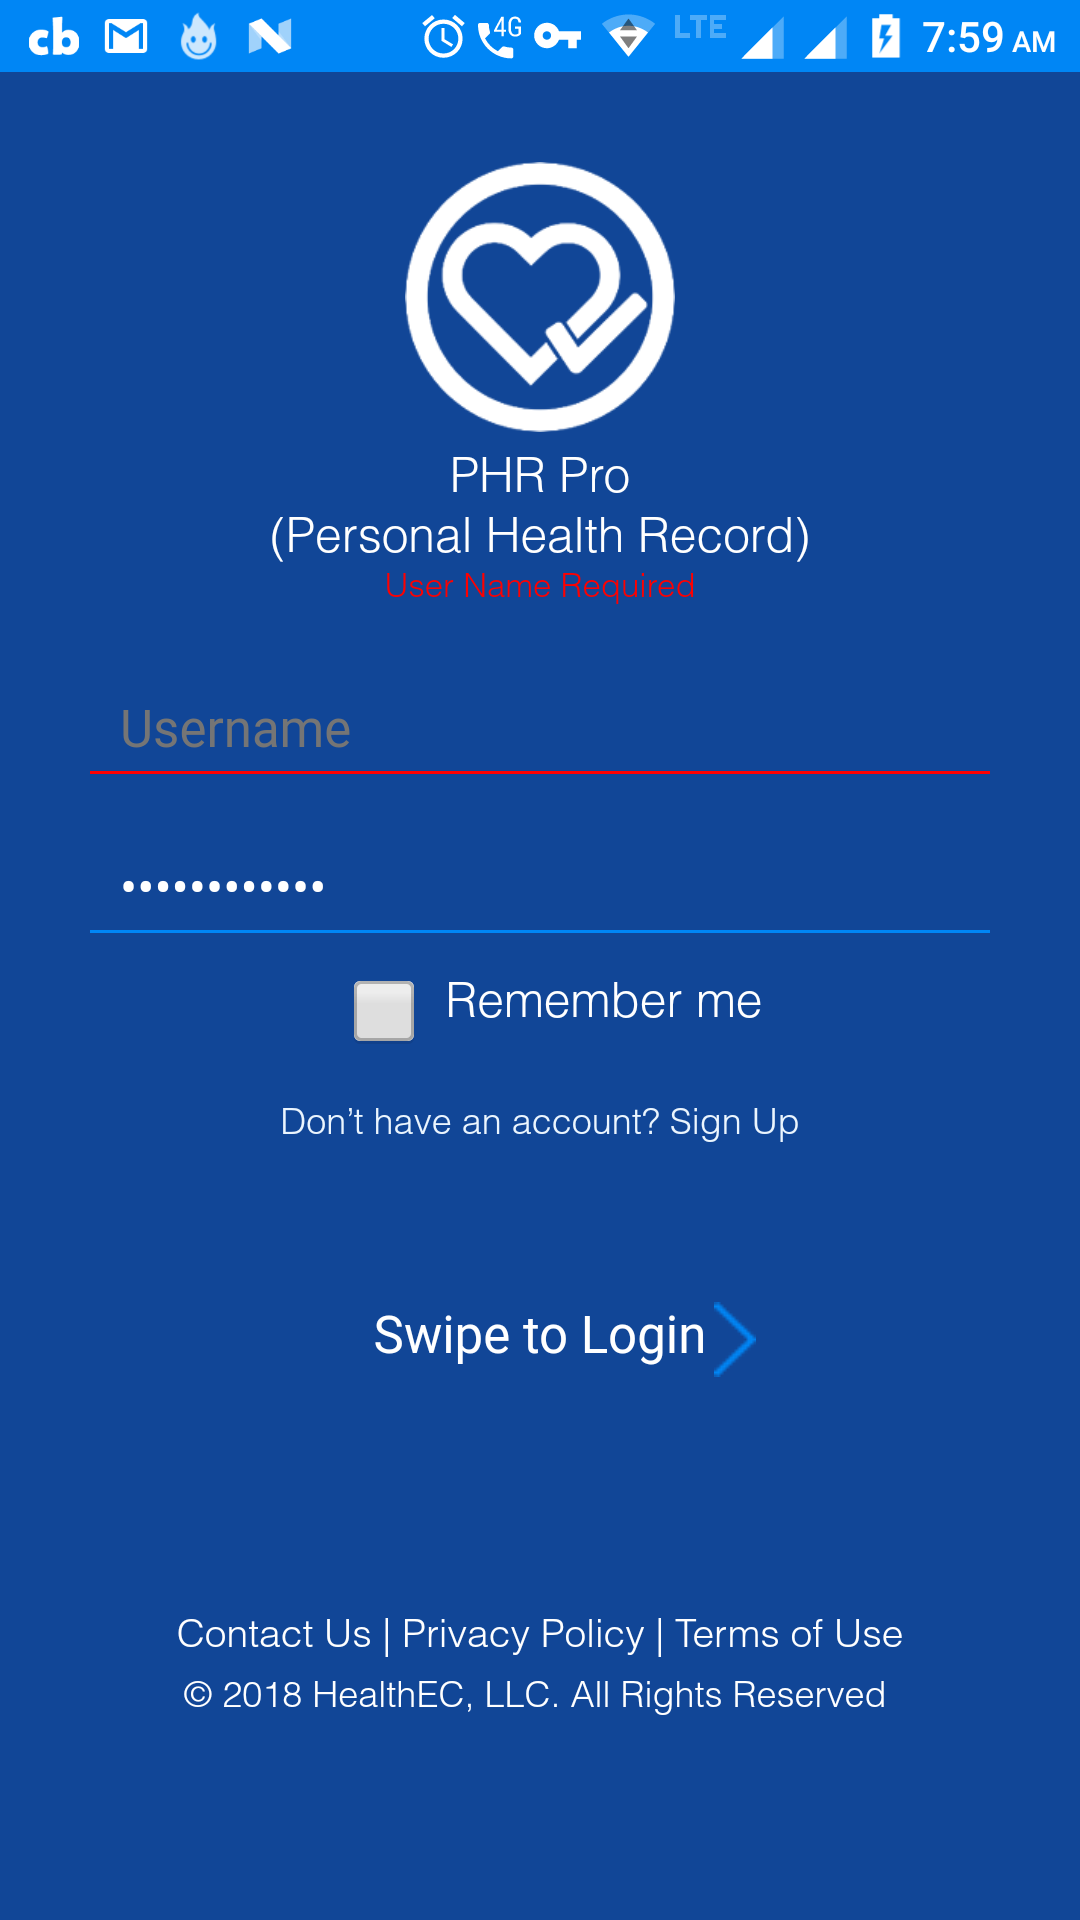 cb 4G LTE 7:59 AM
PHR Pro
(Personal Health Record)
User Name Required
Username
••••••••••••
Remember me
Don’t have an account? Sign Up
Swipe to Login
Contact Us | Privacy Policy | Terms of Use
© 2018 HealthEC, LLC. All Rights Reserved